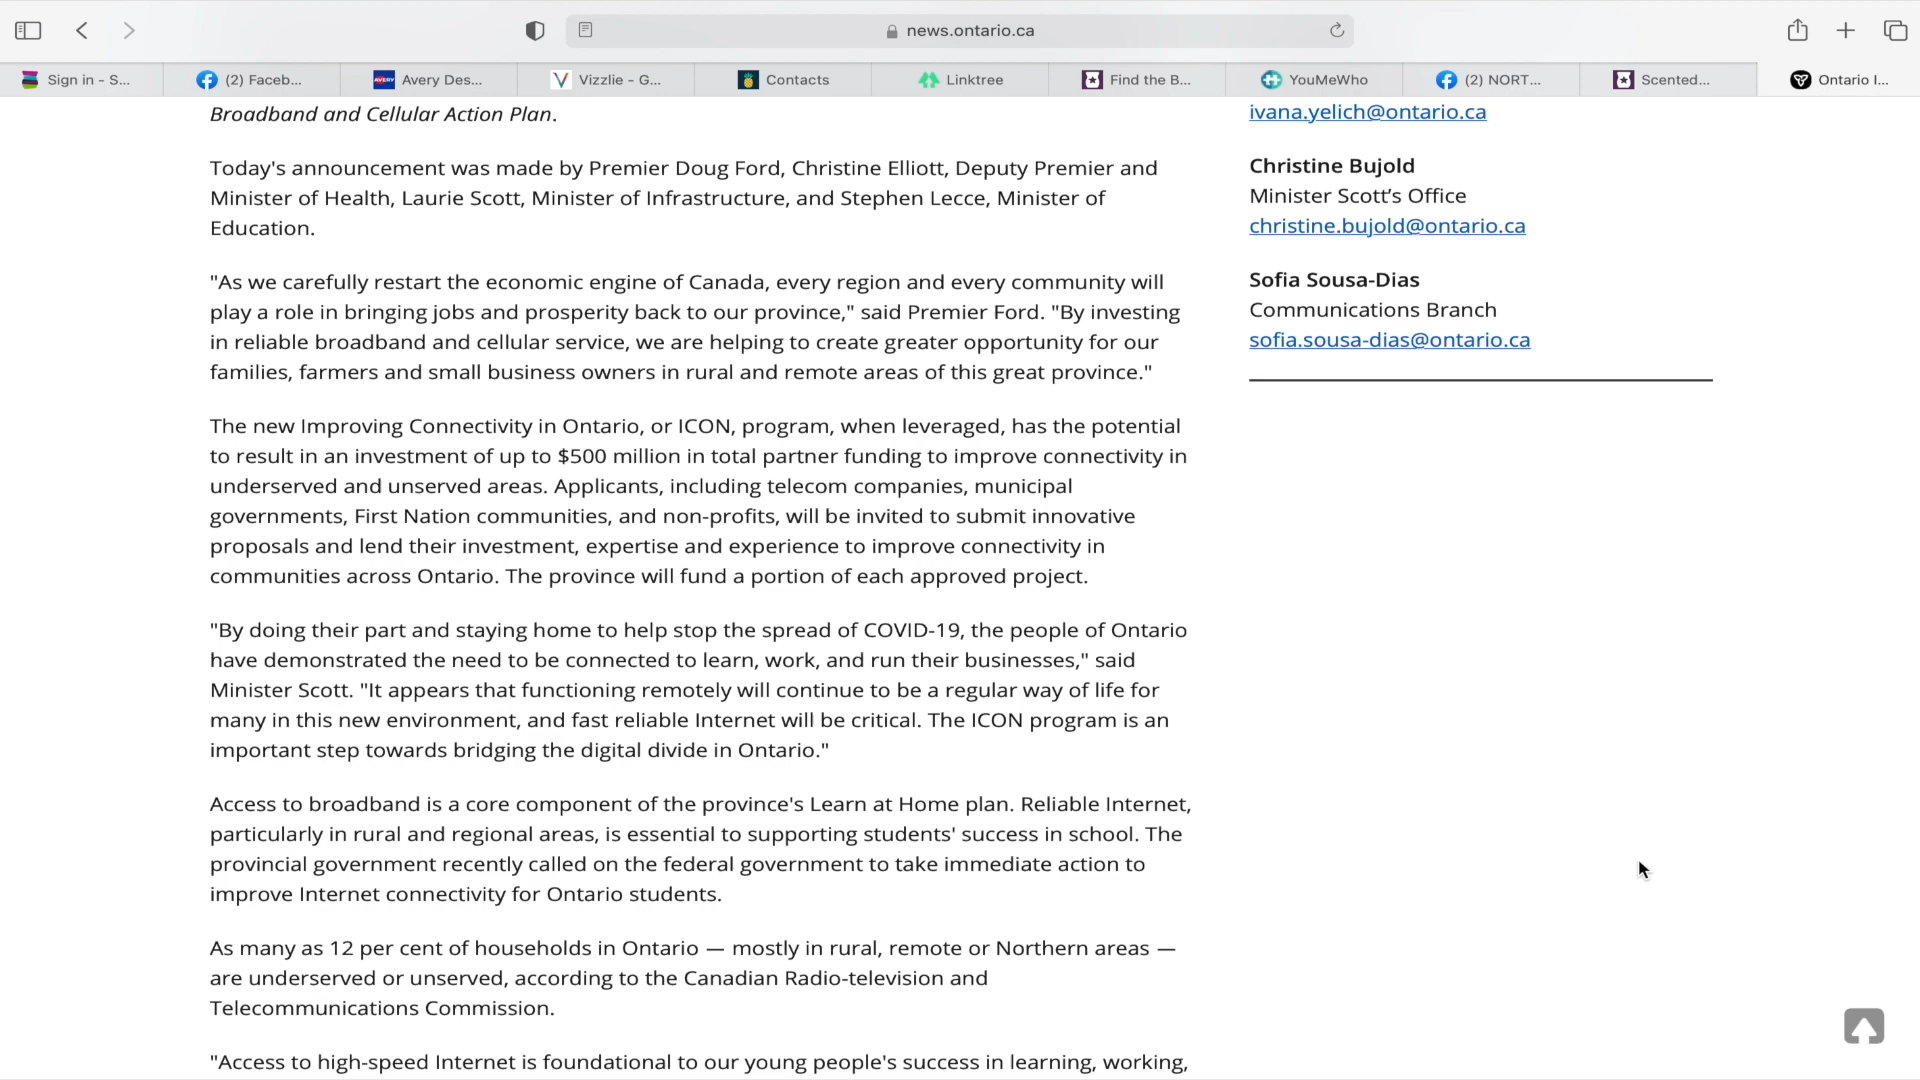 news.ontario.ca
Sign in - S...
(2) Faceb...
Avery Des...
Vizzlie - G...
Contacts
Linktree
Find the B...
YouMeWho
(2) NORT...
Scented...
Ontario I...
Broadband and Cellular Action Plan.
Today's announcement was made by Premier Doug Ford, Christine Elliott, Deputy Premier and
Minister of Health, Laurie Scott, Minister of Infrastructure, and Stephen Lecce, Minister of
Education.
"As we carefully restart the economic engine of Canada, every region and every community will
play a role in bringing jobs and prosperity back to our province," said Premier Ford. "By investing
in reliable broadband and cellular service, we are helping to create greater opportunity for our
families, farmers and small business owners in rural and remote areas of this great province."
The new Improving Connectivity in Ontario, or ICON, program, when leveraged, has the potential
to result in an investment of up to $500 million in total partner funding to improve connectivity in
underserved and unserved areas. Applicants, including telecom companies, municipal
governments, First Nation communities, and non-profits, will be invited to submit innovative
proposals and lend their investment, expertise and experience to improve connectivity in
communities across Ontario. The province will fund a portion of each approved project.
"By doing their part and staying home to help stop the spread of COVID-19, the people of Ontario
have demonstrated the need to be connected to learn, work, and run their businesses," said
Minister Scott. "It appears that functioning remotely will continue to be a regular way of life for
many in this new environment, and fast reliable Internet will be critical. The ICON program is an
important step towards bridging the digital divide in Ontario."
Access to broadband is a core component of the province's Learn at Home plan. Reliable Internet,
particularly in rural and regional areas, is essential to supporting students' success in school. The
provincial government recently called on the federal government to take immediate action to
improve Internet connectivity for Ontario students.
As many as 12 per cent of households in Ontario — mostly in rural, remote or Northern areas —
are underserved or unserved, according to the Canadian Radio-television and
Telecommunications Commission.
"Access to high-speed Internet is foundational to our young people's success in learning, working,
ivana.yelich@ontario.ca
Christine Bujold
Minister Scott’s Office
christine.bujold@ontario.ca
Sofia Sousa-Dias
Communications Branch
sofia.sousa-dias@ontario.ca